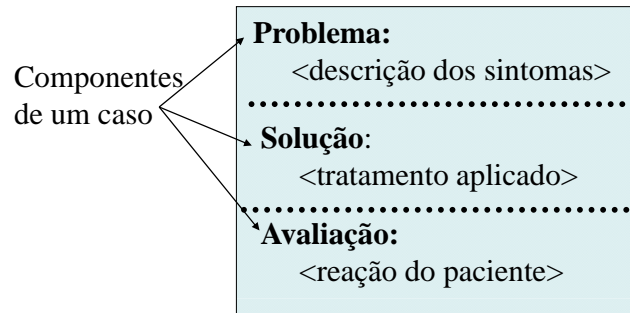 Componentes
de um caso
Problema:
<descrição dos sintomas>
Solução:
<tratamento aplicado>
Avaliação:
<reação do paciente>